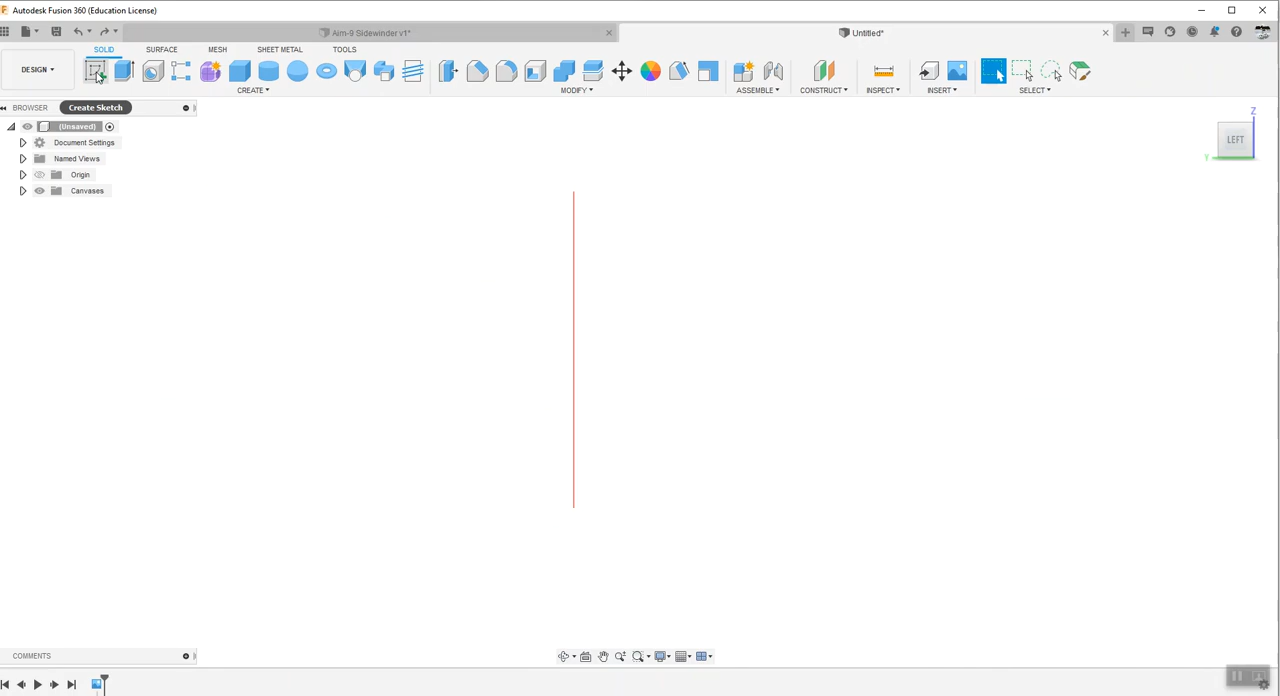 Autodesk Fusion 360 (Education License)
Aim-9 Sidewinder v1*
Untitled*
DESIGN
SOLID SURFACE MESH SHEET METAL TOOLS
CREATE MODIFY ASSEMBLE CONSTRUCT INSPECT INSERT SELECT
BROWSER
Create Sketch
(Unsaved)
Document Settings
Named Views
Origin
Canvases
Z
LEFT
Y
COMMENTS